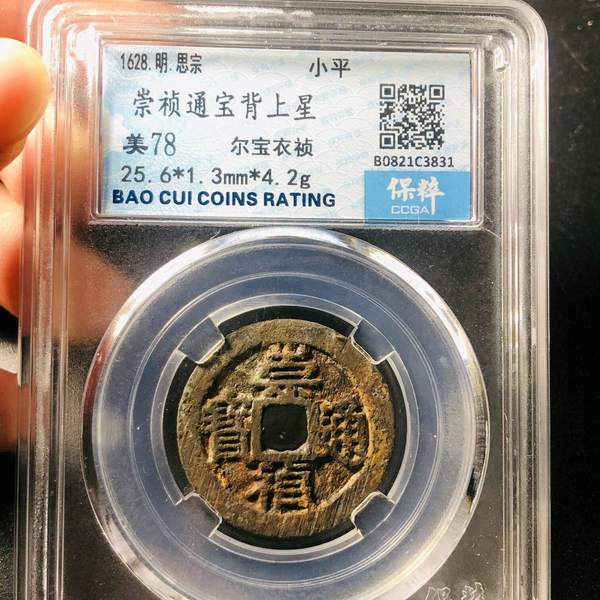 1628.明.思宗 小平
崇祯通宝背上星
美78 尔宝衣祯
B0821C3831
25.6*1.3mm*4.2g
保粹
CCGA
BAO CUI COINS RATING
崇
寶 通
禎
保粹